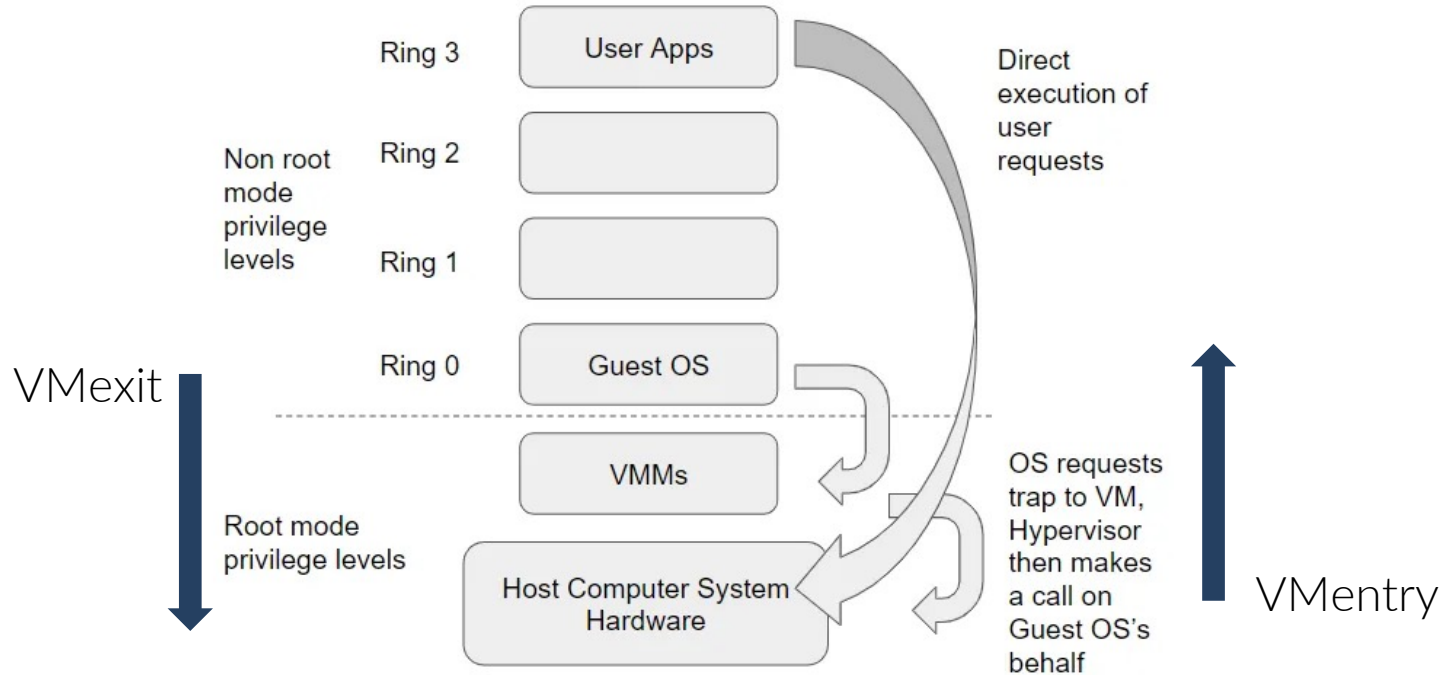 Ring 3
User Apps
Direct
execution of
user
requests
Non root
mode
privilege
levels
Ring 2
Ring 1
Ring 0
Guest OS
VMexit
VMMs
Root mode
privilege levels
Host Computer System
Hardware
OS requests
trap to VM,
Hypervisor
then makes
a call on
Guest OS's
behalf
VMentry